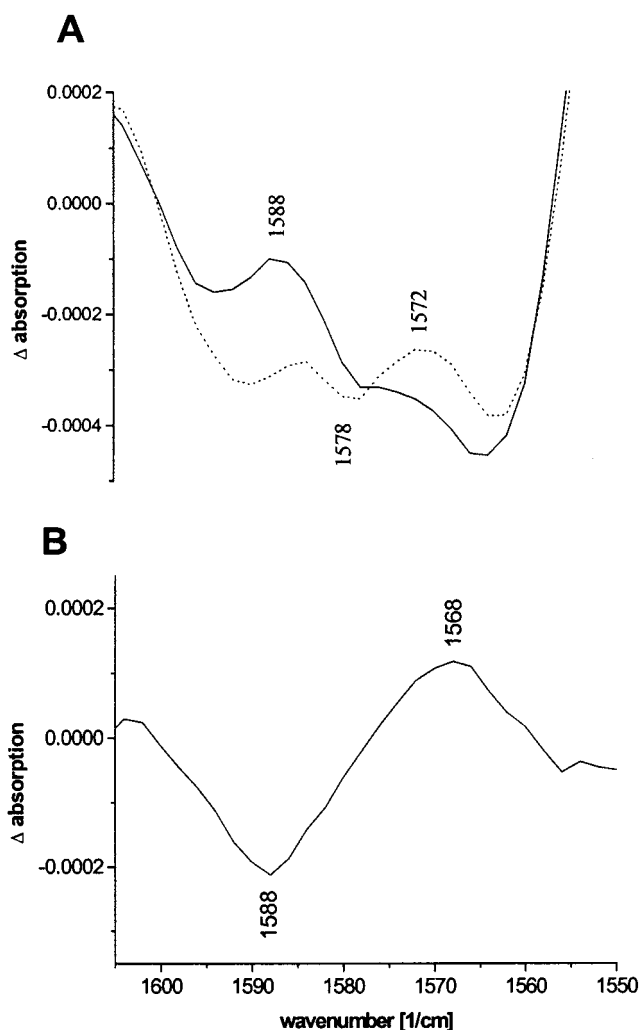 A
0.0002
0.0000
-0.0002
-0.0004
Δ absorption
1588
1572
1578
B
0.0002
0.0000
-0.0002
Δ absorption
1568
1588
1600 1590 1580 1570 1560 1550
wavenumber [1/cm]